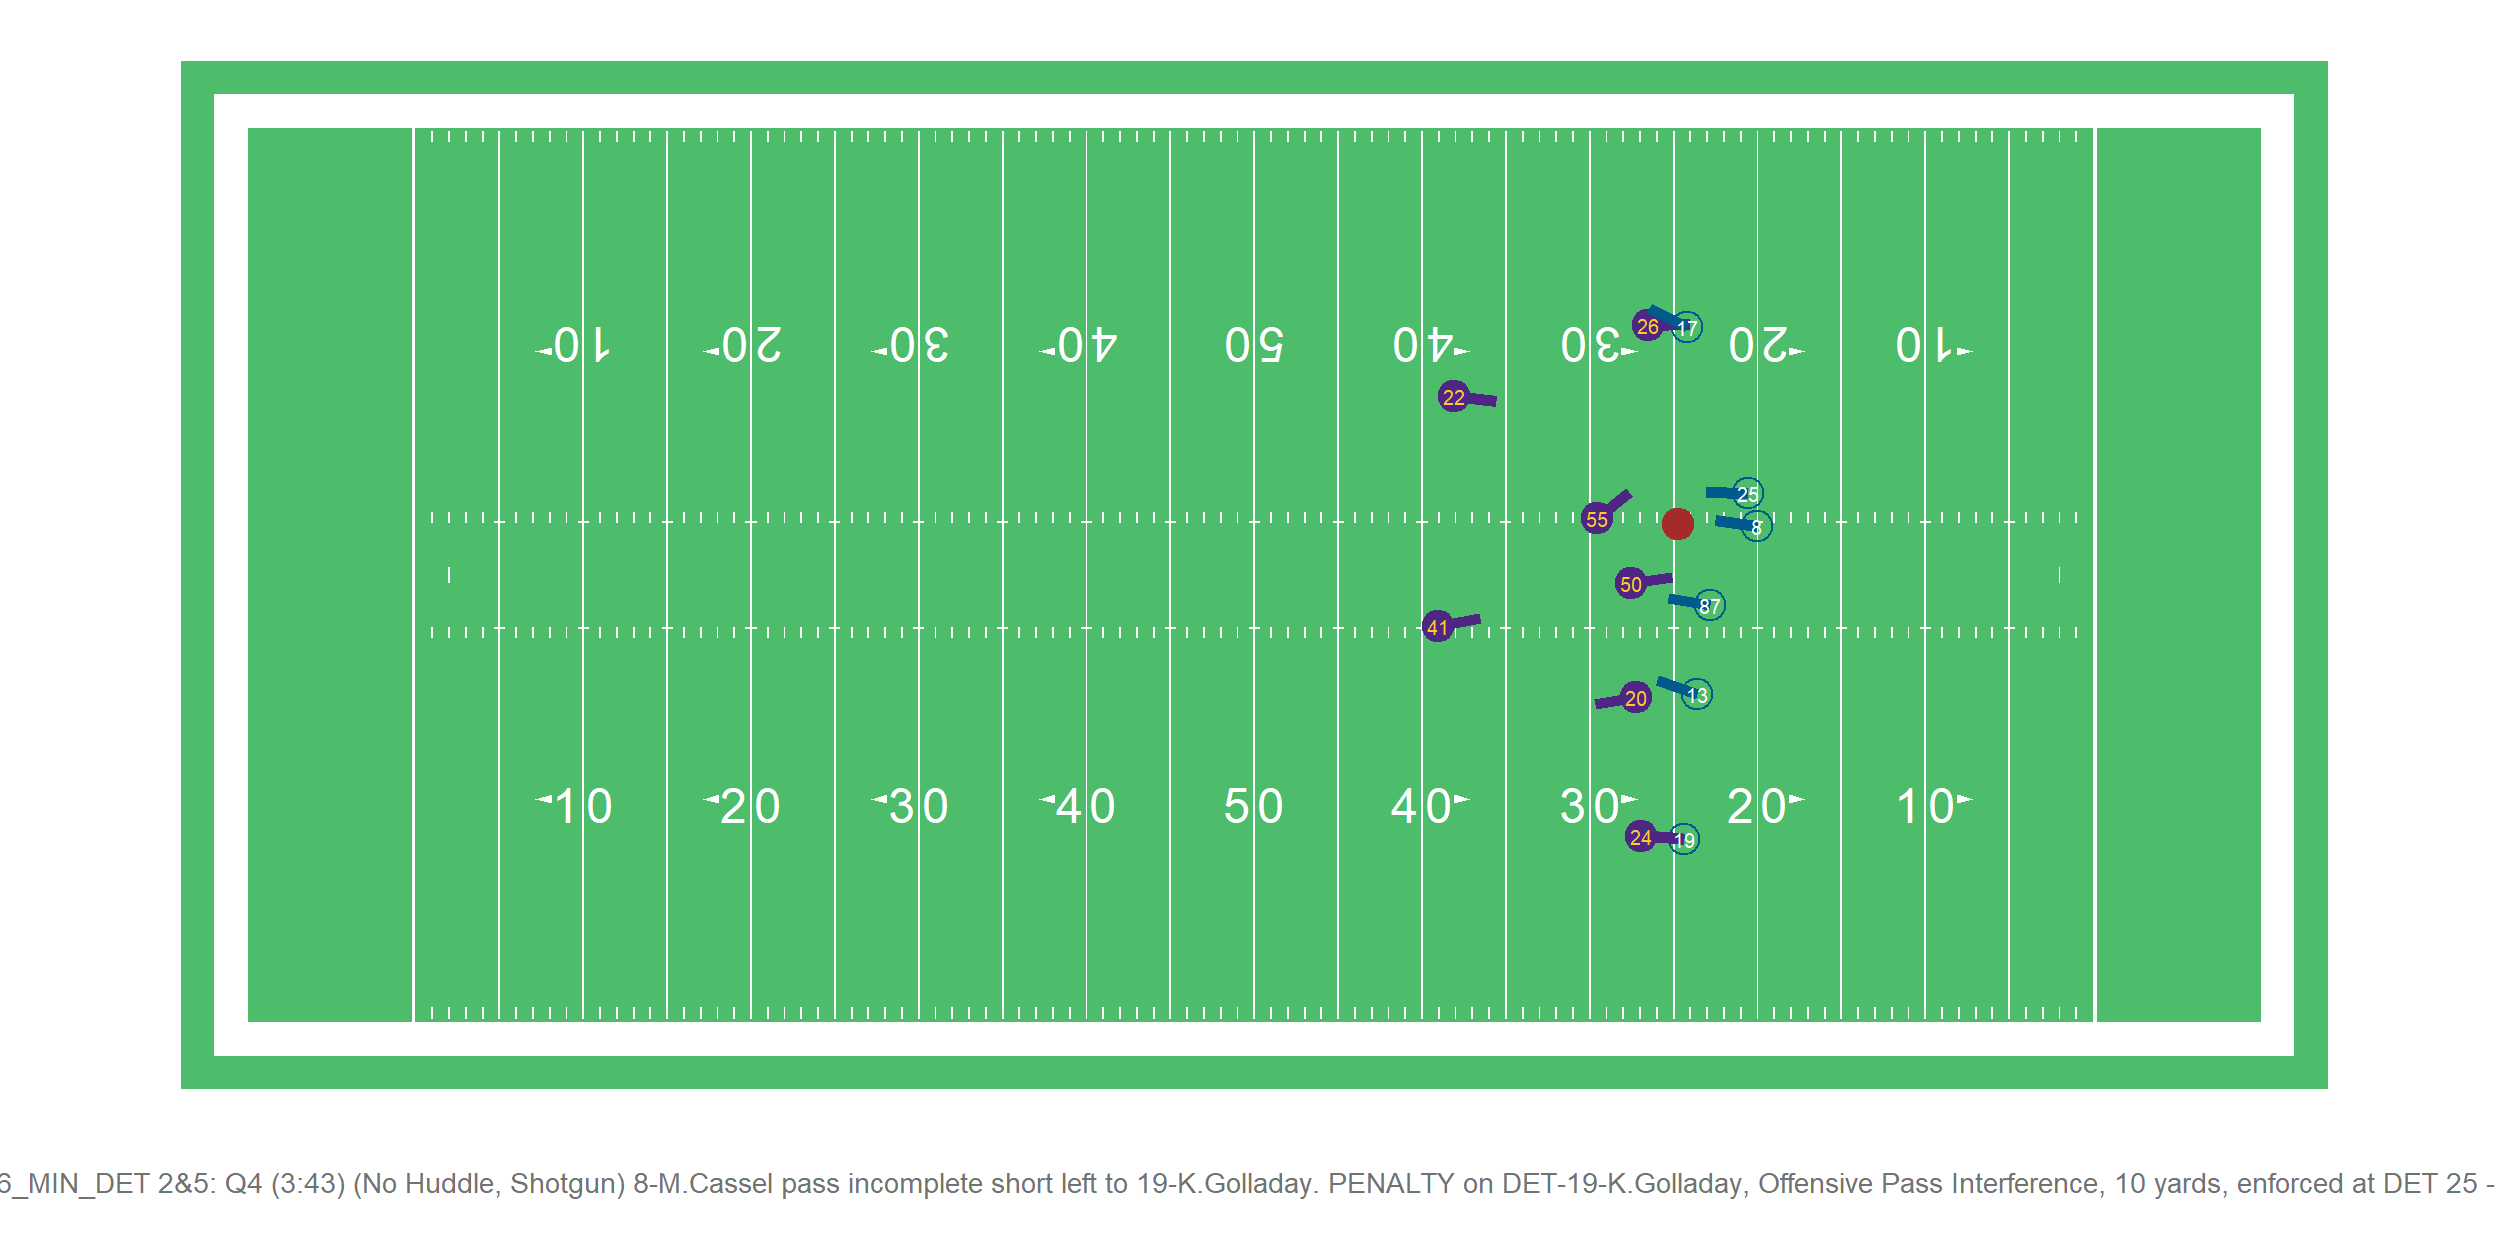 26 17
10 20 30 40 50 40 30 20 10
22
25
55 8
50 87
41
20 13
10 20 30 40 50 40 30 20 10
24 19
6_MIN_DET 2&5: Q4 (3:43) (No Huddle, Shotgun) 8-M.Cassel pass incomplete short left to 19-K.Golladay. PENALTY on DET-19-K.Golladay, Offensive Pass Interference, 10 yards, enforced at DET 25 -